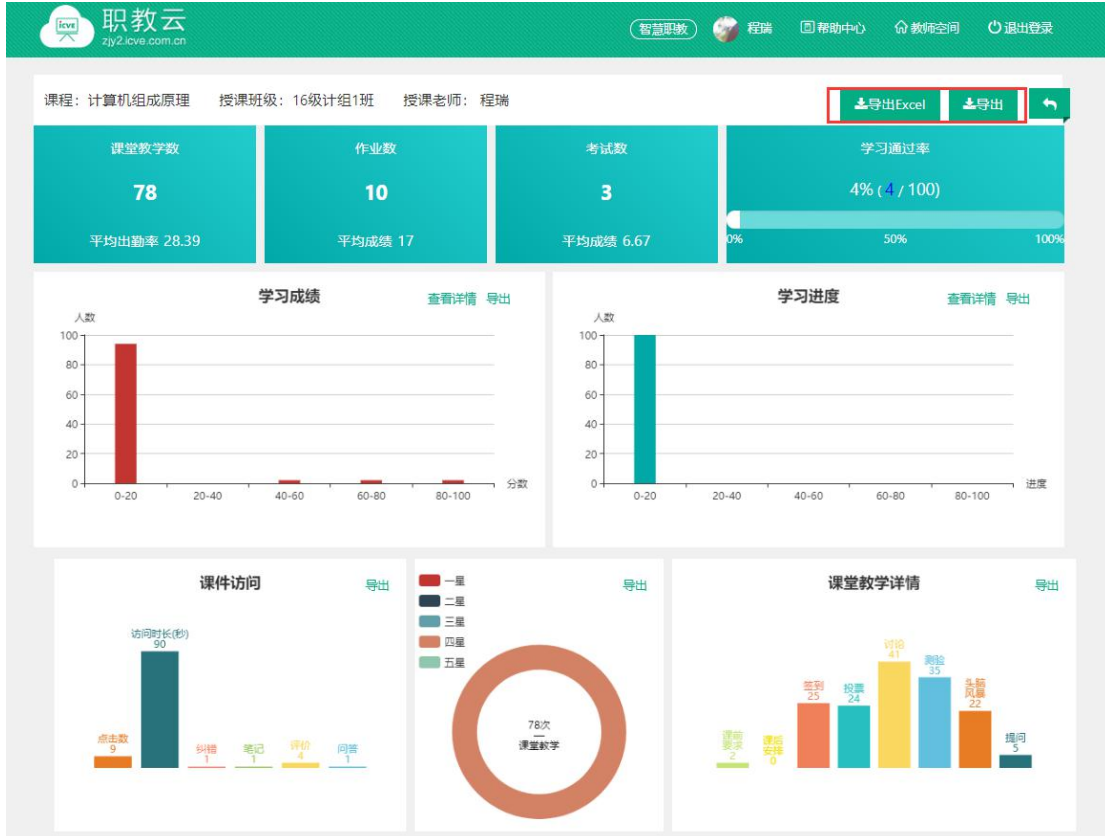 icve 职教云
zjy2.icve.com.cn
智慧职教 程瑞 帮助中心 教师空间 退出登录
课程：计算机组成原理 授课班级：16级计组1班 授课老师：程瑞
导出Excel 导出
课堂教学数 作业数 考试数 学习通过率
78 10 3 4% ( 4 / 100)
平均出勤率 28.39 平均成绩 17 平均成绩 6.67 0% 50% 100%
学习成绩 查看详情 导出
人数
100
80
60
40
20
0
0-20 20-40 40-60 60-80 80-100 分数
学习进度 查看详情 导出
人数
100
80
60
40
20
0
0-20 20-40 40-60 60-80 80-100 进度
课件访问 导出
访问时长(秒)
90
点击数
9
纠错
1
笔记
1
评价
4
问答
1
一星
二星
三星
四星
五星
导出
78次
课堂教学
课堂教学详情 导出
课前
要求
2
课后
安排
0
签到
25
投票
24
讨论
41
测验
35
头脑
风暴
22
提问
5